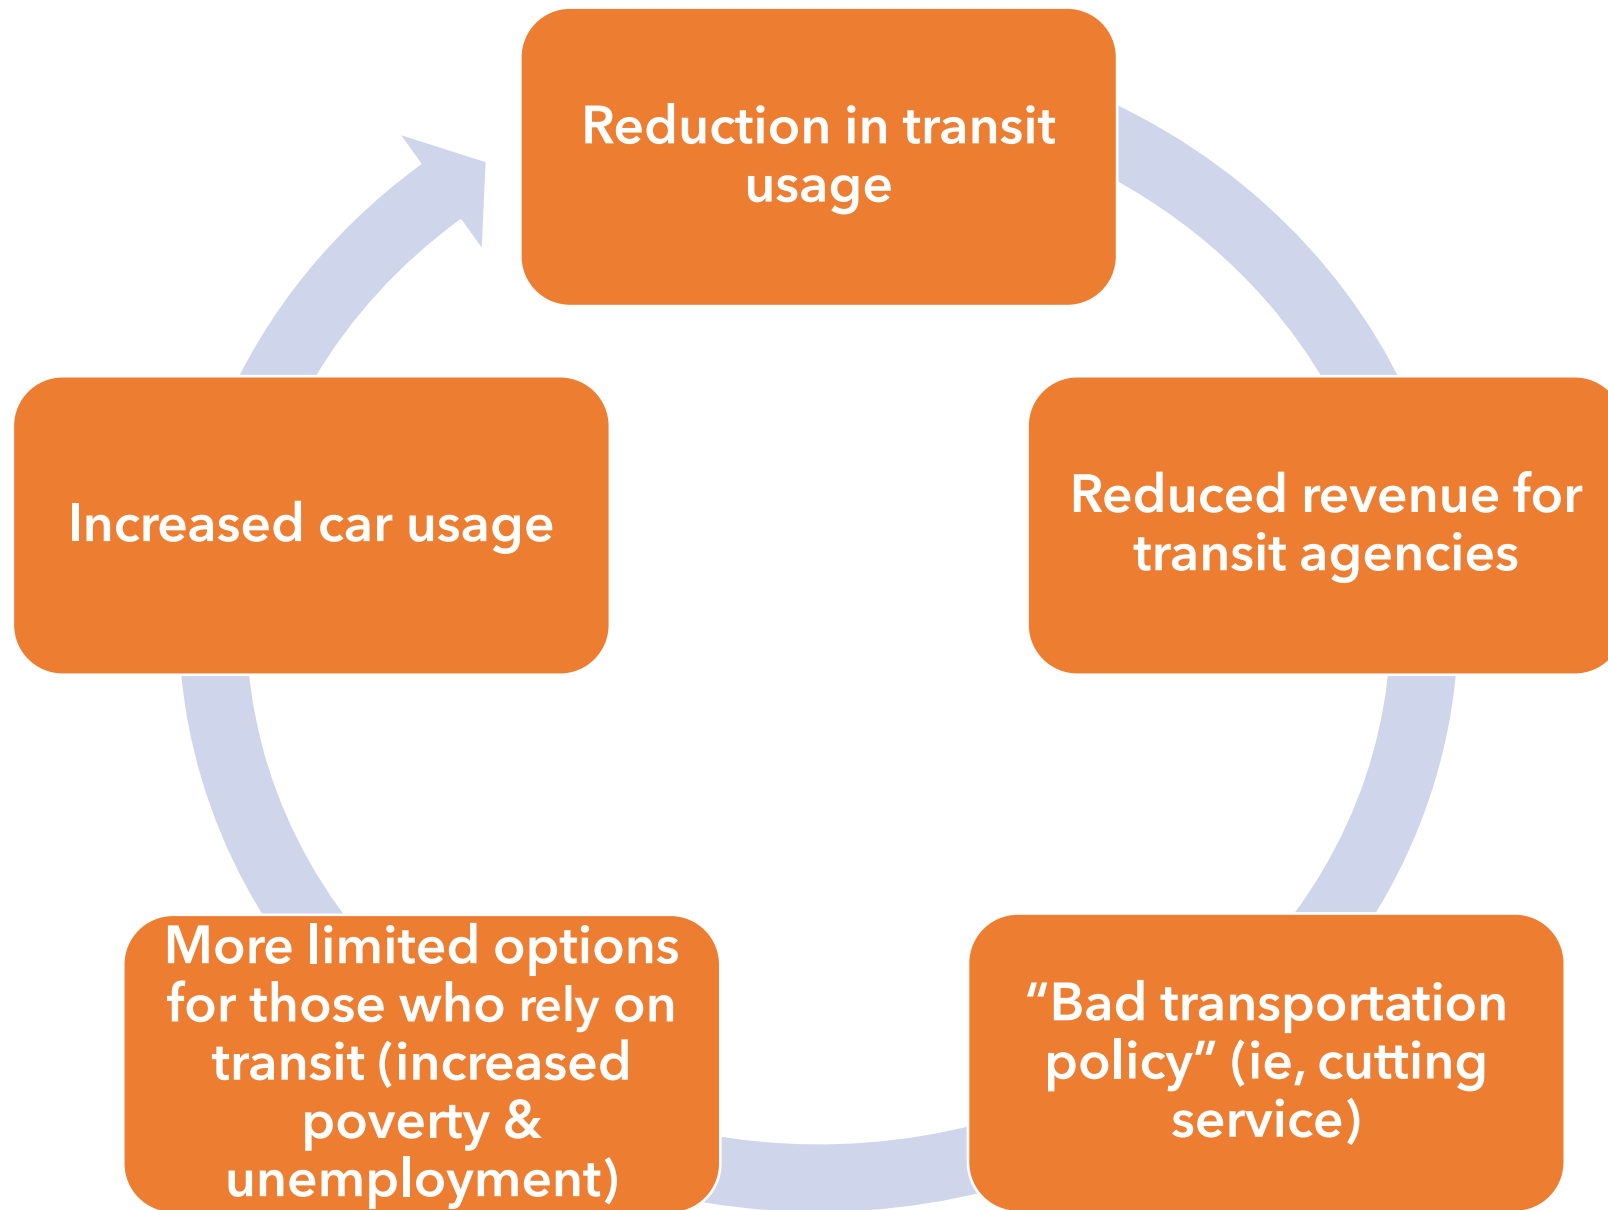 Reduction in transit
usage
Reduced revenue for
transit agencies
“Bad transportation
policy” (ie, cutting
service)
More limited options
for those who rely on
transit (increased
poverty &
unemployment)
Increased car usage